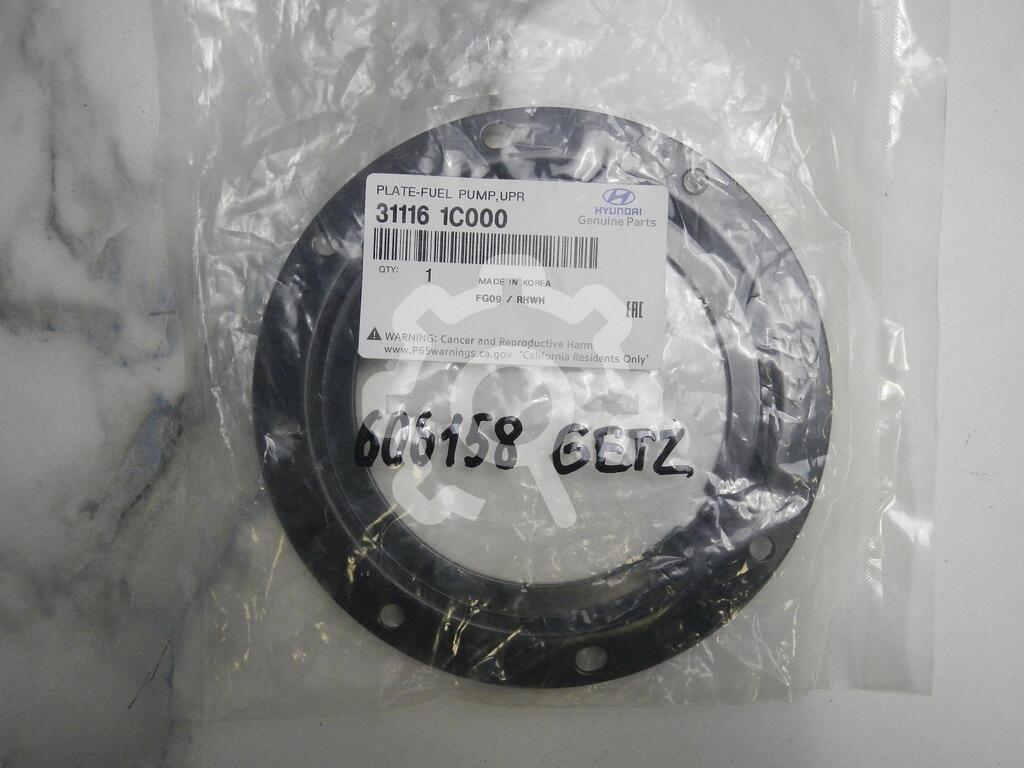 PLATE-FUEL PUMP,UPR
31116 1C000
HYUNDAI
Genuine Parts
QTY: 1
MADE IN KOREA
FG09 / RHWH
EAC
WARNING: Cancer and Reproductive Harm
www.P65warnings.ca.gov 'California Residents Only'
606158 GETZ